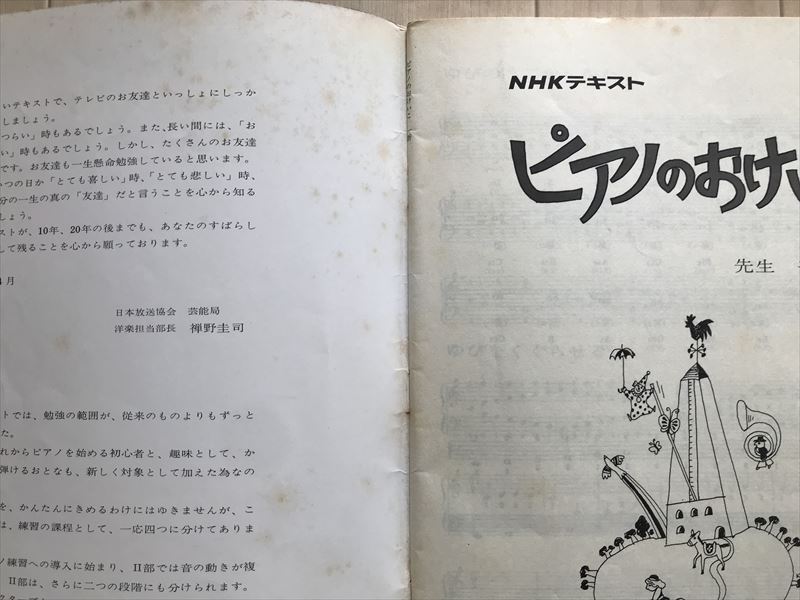 いテキストで、テレビのお友達といっしょにしっか
しましょう。
つらい」時もあるでしょう。また、長い間には、「お
い」時もあるでしょう。しかし、たくさんのお友達
です。お友達も一生懸命勉強していると思います。
いつの日か「とても喜しい」時、「とても悲しい」時、
分の一生の真の「友達」だと言うことを心から知る
しょう。
ストが、10年、20年の後までも、あなたのすばらし
して残ることを心から願っております。
月
日本放送協会 芸能局
洋楽担当部長 禅野圭司
トでは、勉強の範囲が、従来のものよりもずっと
た。
れからピアノを始める初心者と、趣味として、か
弾けるおとなも、新しく対象として加えた為なの
を、かんたんにきめるわけにはゆきませんが、こ
は、練習の課程として、一応四つに分けてありま
ノ練習への導入に始まり、II部では音の動きが複
II部は、さらに二つの段階にも分けられます。
ピアノのおけいこ
NHKテキスト
ピアノのおけい
先生